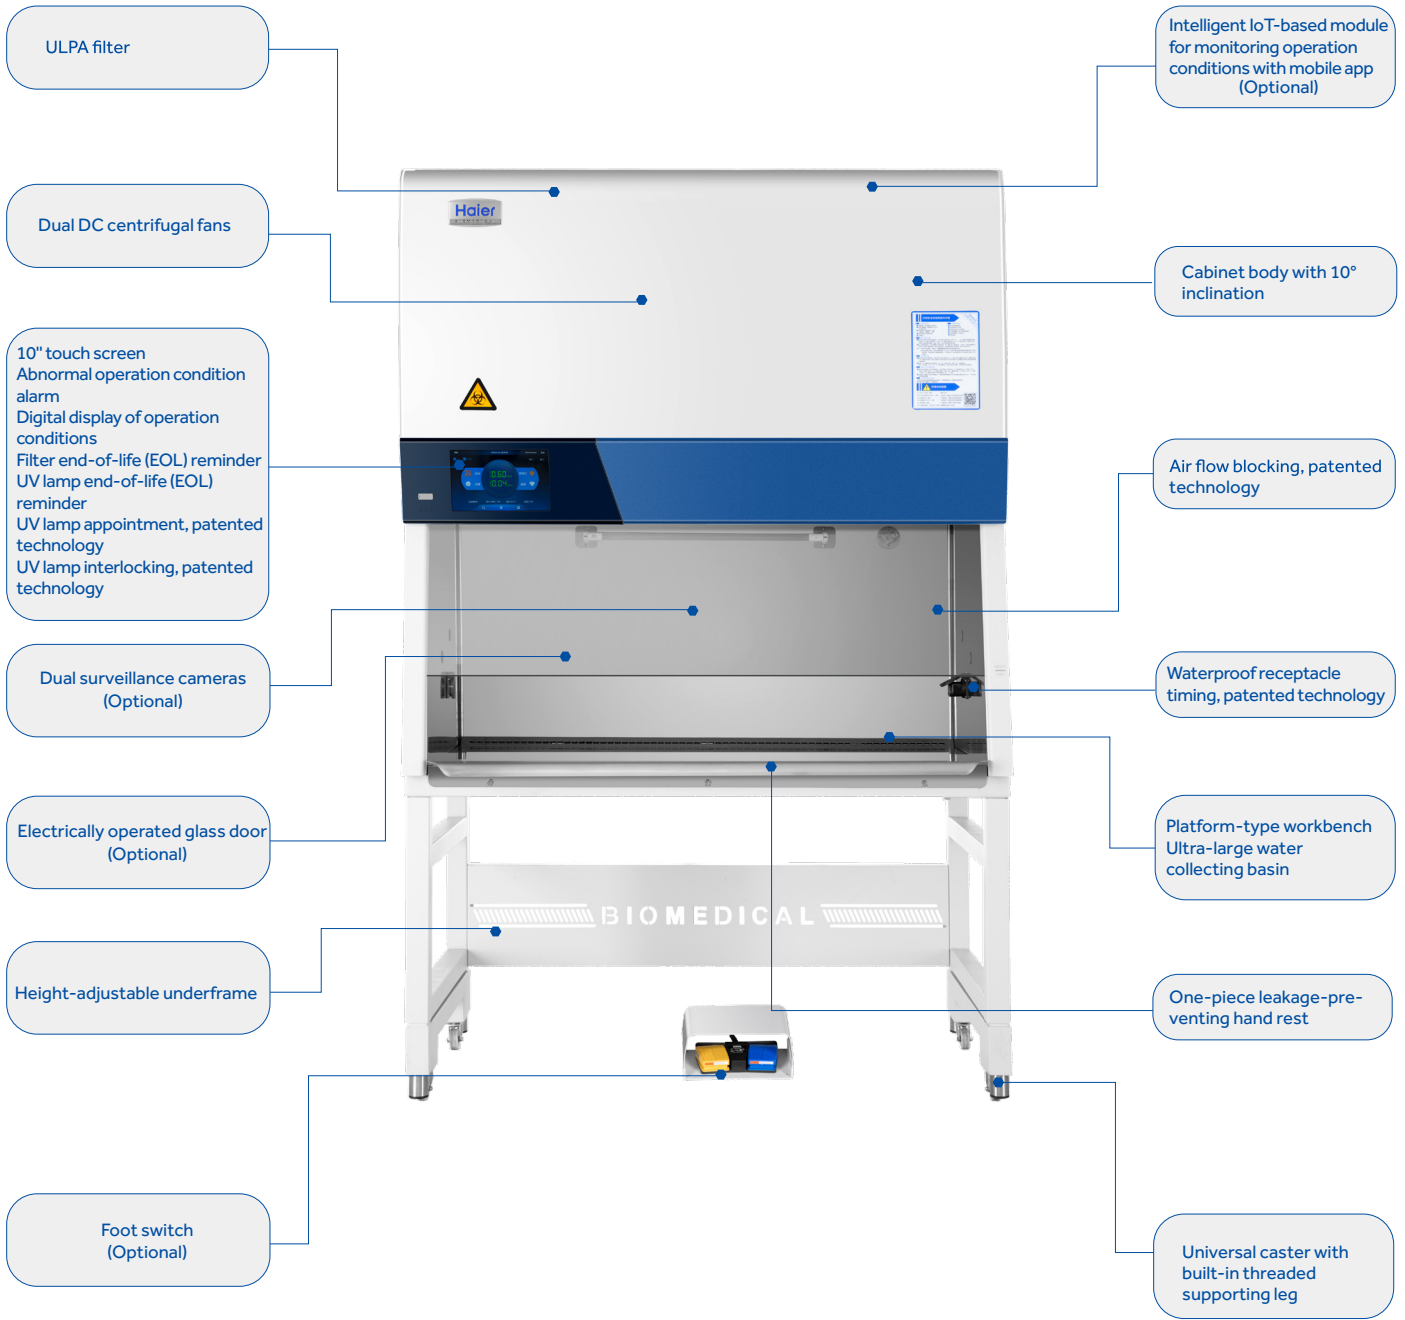 ULPA filter
Intelligent IoT-based module
for monitoring operation
conditions with mobile app
(Optional)
Haier
Dual DC centrifugal fans
Cabinet body with 10°
inclination
10" touch screen
Abnormal operation condition
alarm
Digital display of operation
conditions
Filter end-of-life (EOL) reminder
UV lamp end-of-life (EOL)
reminder
UV lamp appointment, patented
technology
UV lamp interlocking, patented
technology
Air flow blocking, patented
technology
Dual surveillance cameras
(Optional)
Waterproof receptacle
timing, patented technology
Electrically operated glass door
(Optional)
Platform-type workbench
Ultra-large water
collecting basin
BIOMEDICAL
Height-adjustable underframe
One-piece leakage-pre-
venting hand rest
Foot switch
(Optional)
Universal caster with
built-in threaded
supporting leg